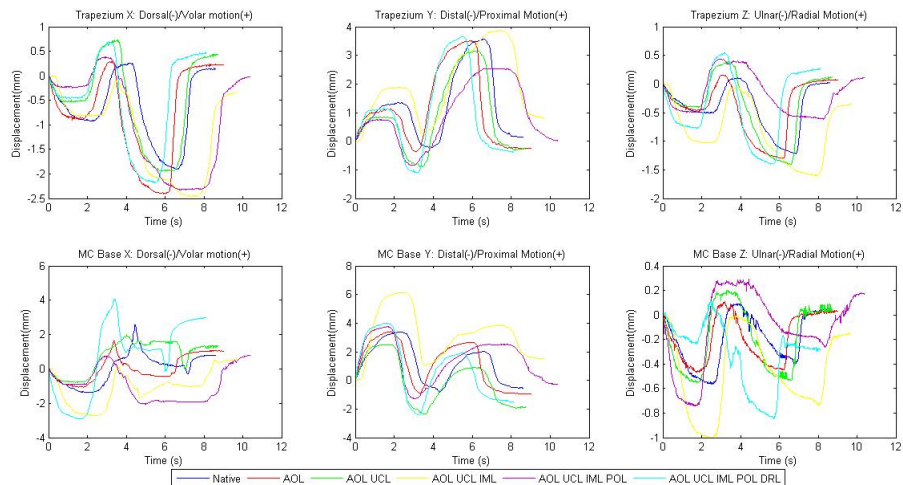 Trapezium X: Dorsal(-)/Volar motion(+)
Trapezium Y: Distal(-)/Proximal Motion(+)
Trapezium Z: Ulnar(-)/Radial Motion(+)
Displacement(mm)
1
0.5
0
-0.5
-1
-1.5
-2
-2.5
0 2 4 6 8 10 12
Time (s)
Displacement(mm)
4
3
2
1
0
-1
-2
0 2 4 6 8 10 12
Time (s)
Displacement(mm)
1
0.5
0
-0.5
-1
-1.5
-2
0 2 4 6 8 10 12
Time (s)
MC Base X: Dorsal(-)/Volar motion(+)
MC Base Y: Distal(-)/Proximal Motion(+)
MC Base Z: Ulnar(-)/Radial Motion(+)
Displacement(mm)
6
4
2
0
-2
-4
0 2 4 6 8 10 12
Time (s)
Displacement(mm)
8
6
4
2
0
-2
-4
0 2 4 6 8 10 12
Time (s)
Displacement(mm)
0.4
0.2
0
-0.2
-0.4
-0.6
-0.8
-1
0 2 4 6 8 10 12
Time (s)
Native AOL AOL UCL AOL UCL IML AOL UCL IML POL AOL UCL IML POL DRL